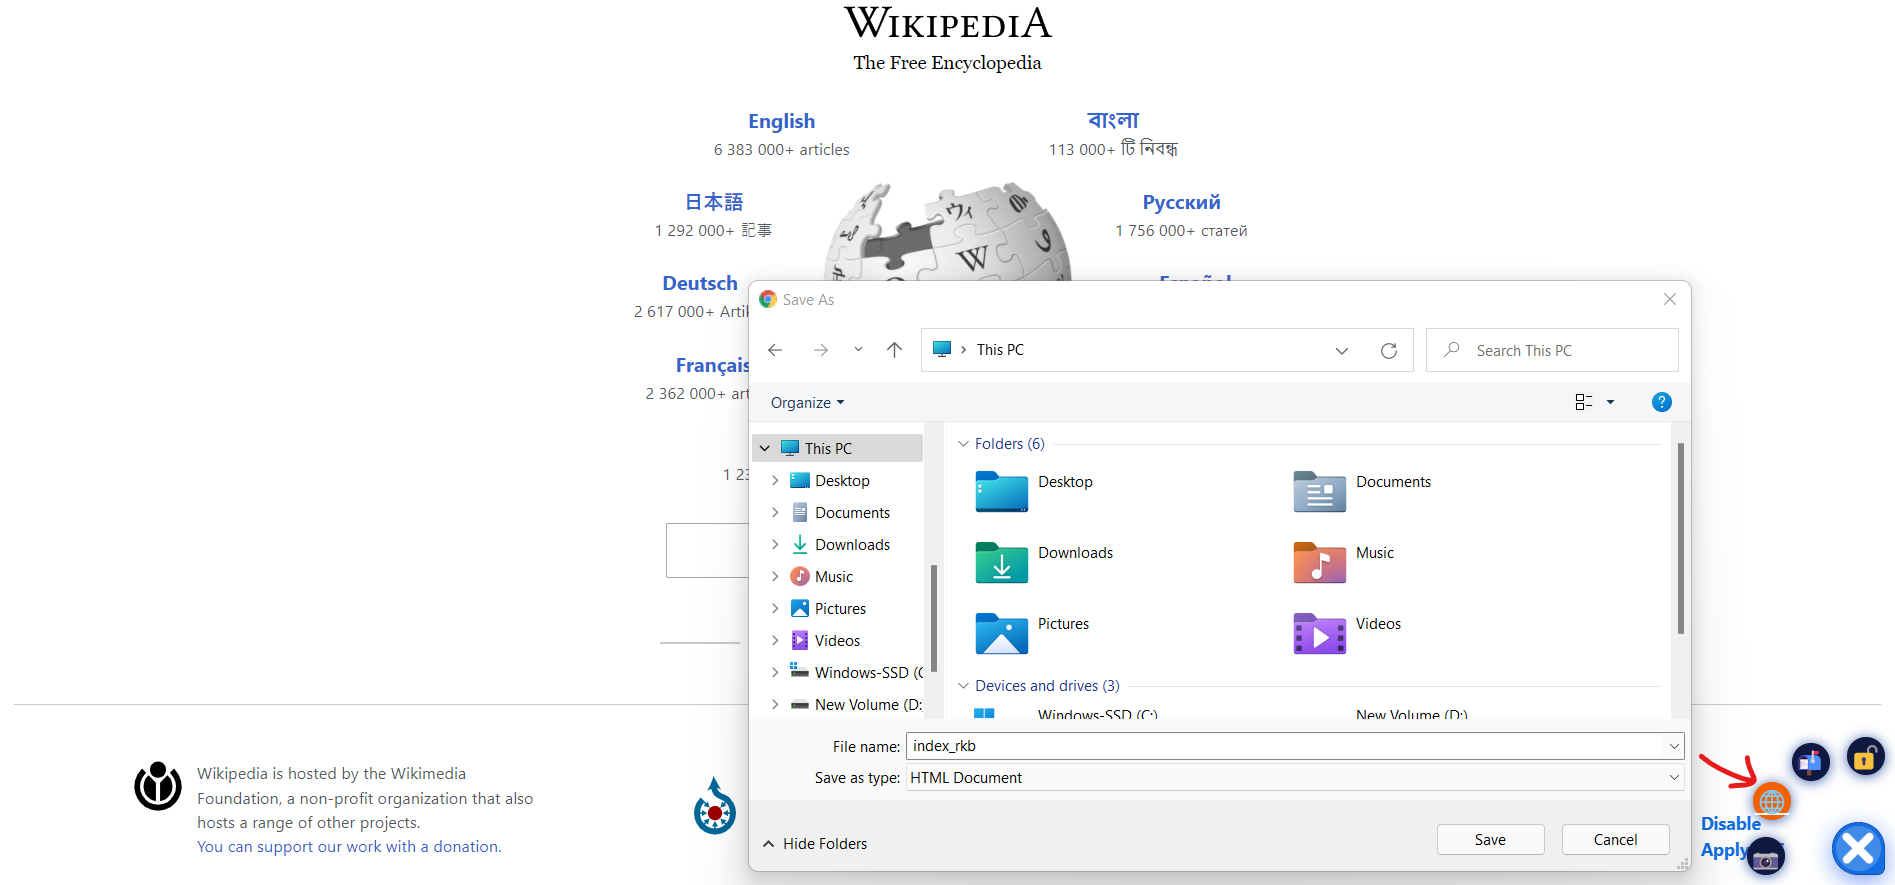 WIKIPEDIA
The Free Encyclopedia
English
6 383 000+ articles
বাংলা
113 000+ টি নিবন্ধ
日本語
1 292 000+ 記事
Русский
1 756 000+ статей
Deutsch
2 617 000+ Artik
Español
Français
2 362 000+ art
1 23
Save As
This PC
Search This PC
Organize
This PC
Desktop
Documents
Downloads
Music
Pictures
Videos
Windows-SSD (C
New Volume (D:
Folders (6)
Desktop
Documents
Downloads
Music
Pictures
Videos
Devices and drives (3)
Windows-SSD (C:)
New Volume (D:)
File name: index_rkb
Save as type: HTML Document
Hide Folders
Save
Cancel
Wikipedia is hosted by the Wikimedia
Foundation, a non-profit organization that also
hosts a range of other projects.
You can support our work with a donation.
Disable
Apply